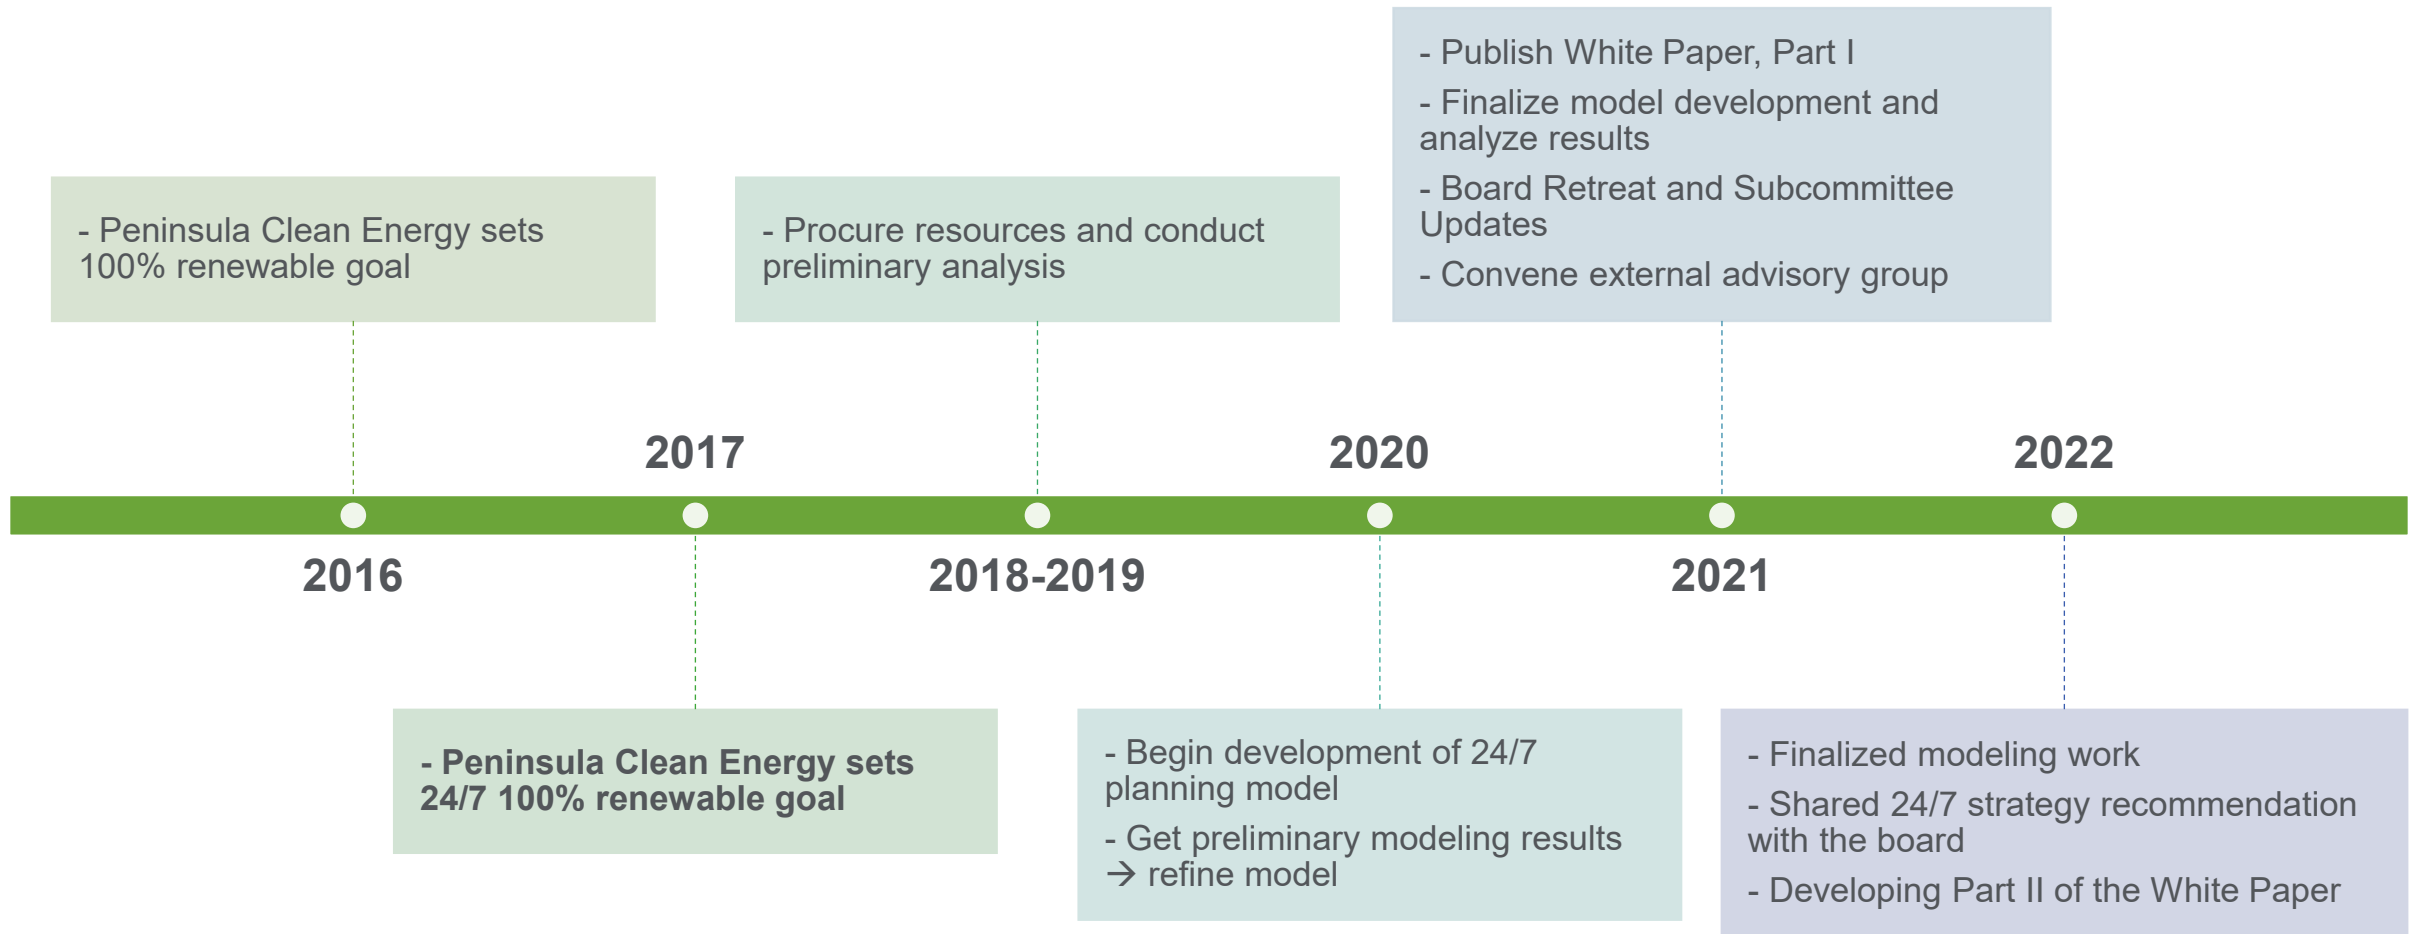 - Peninsula Clean Energy sets
100% renewable goal
- Procure resources and conduct
preliminary analysis
- Publish White Paper, Part I
- Finalize model development and
analyze results
- Board Retreat and Subcommittee
Updates
- Convene external advisory group
2017
2020
2022
2016
2018-2019
2021
- Peninsula Clean Energy sets
24/7 100% renewable goal
- Begin development of 24/7
planning model
- Get preliminary modeling results
→ refine model
- Finalized modeling work
- Shared 24/7 strategy recommendation
with the board
- Developing Part II of the White Paper